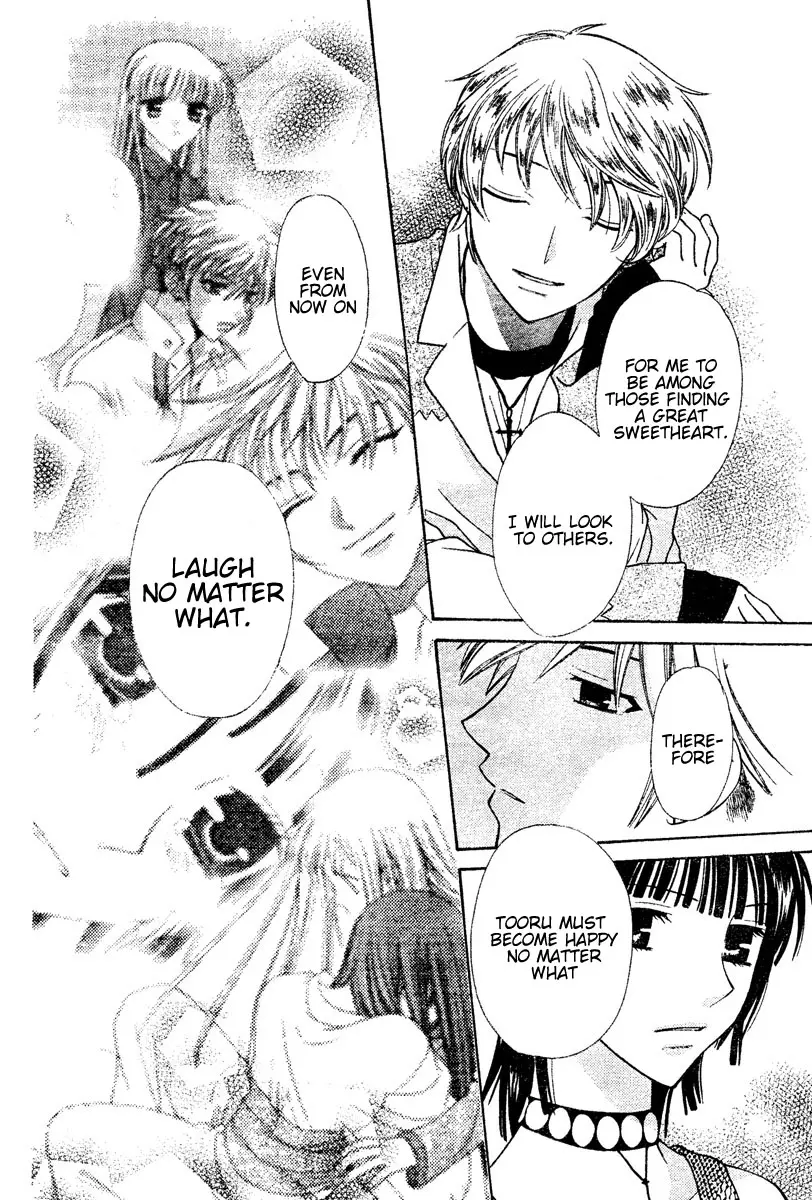 FOR ME TO
BE AMONG
THOSE FINDING
A GREAT
SWEETHEART.
I WILL LOOK
TO OTHERS.
THERE-
FORE
TOORU MUST
BECOME HAPPY
NO MATTER
WHAT
EVEN
FROM
NOW ON
LAUGH
NO MATTER
WHAT.